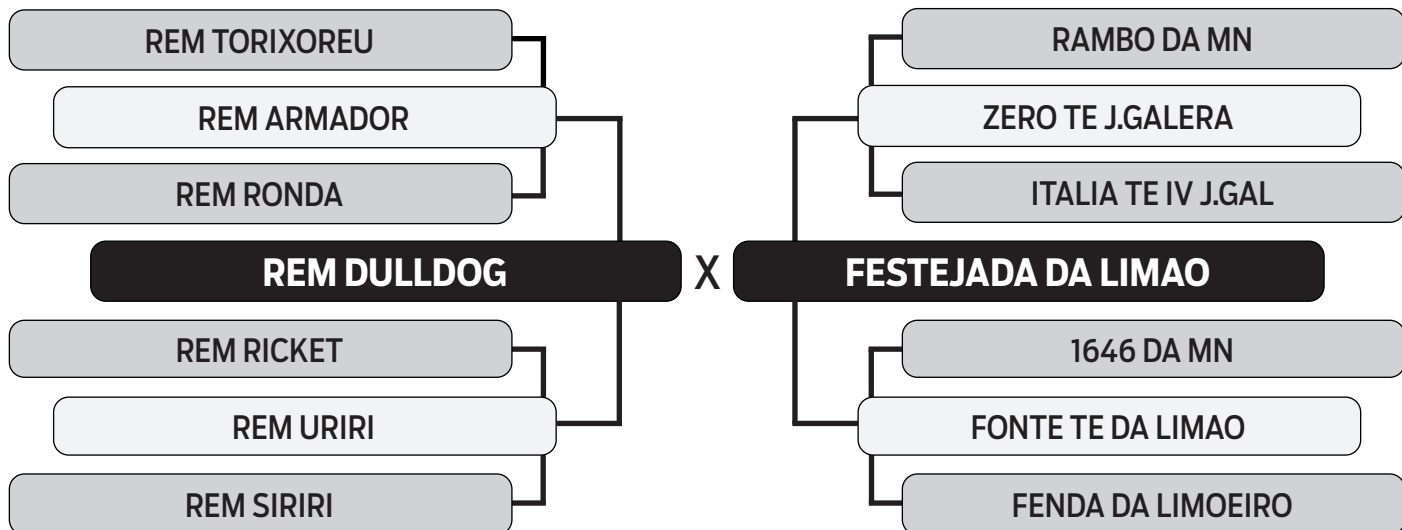 REM TORIXOREU
RAMBO DA MN
REM ARMADOR
ZERO TE J.GALERA
REM RONDA
ITALIA TE IV J.GAL
REM DULLDOG X FESTEJADA DA LIMAO
REM RICKET
1646 DA MN
REM URIRI
FONTE TE DA LIMAO
REM SIRIRI
FENDA DA LIMOEIRO